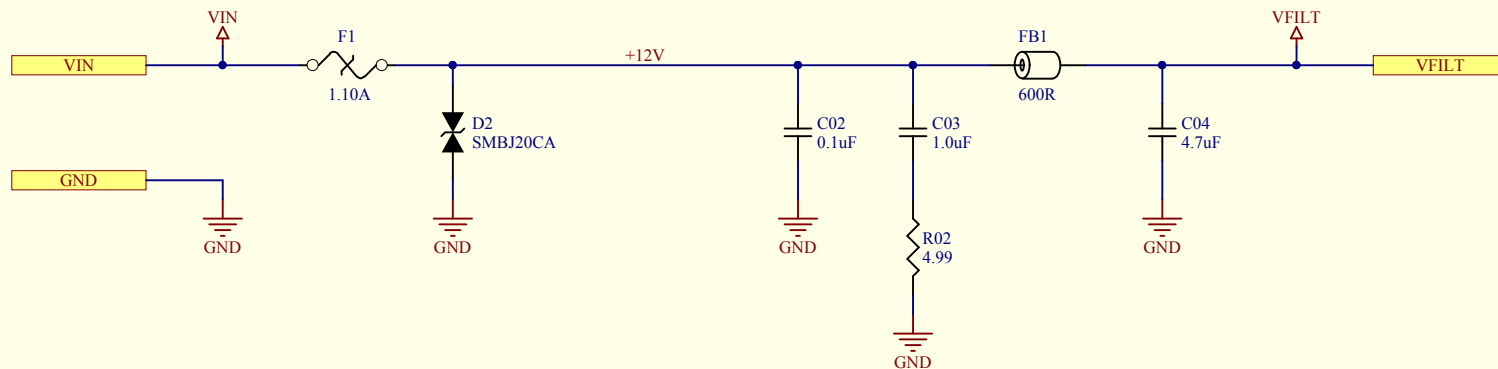 VIN
VFILT
F1
FB1
+12V
VIN
VFILT
1.10A
600R
D2
SMBJ20CA
C02
0.1uF
C03
1.0uF
C04
4.7uF
GND
GND
GND
GND
GND
R02
4.99
GND